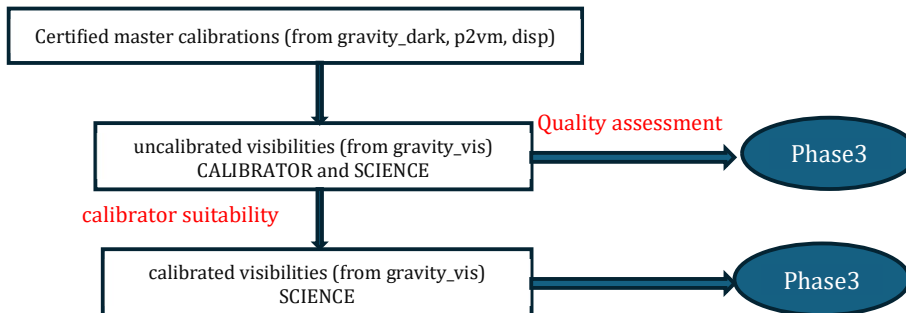 Certified master calibrations (from gravity_dark, p2vm, disp)
Quality assessment
uncalibrated visibilities (from gravity_vis)
CALIBRATOR and SCIENCE
Phase3
calibrator suitability
calibrated visibilities (from gravity_vis)
SCIENCE
Phase3